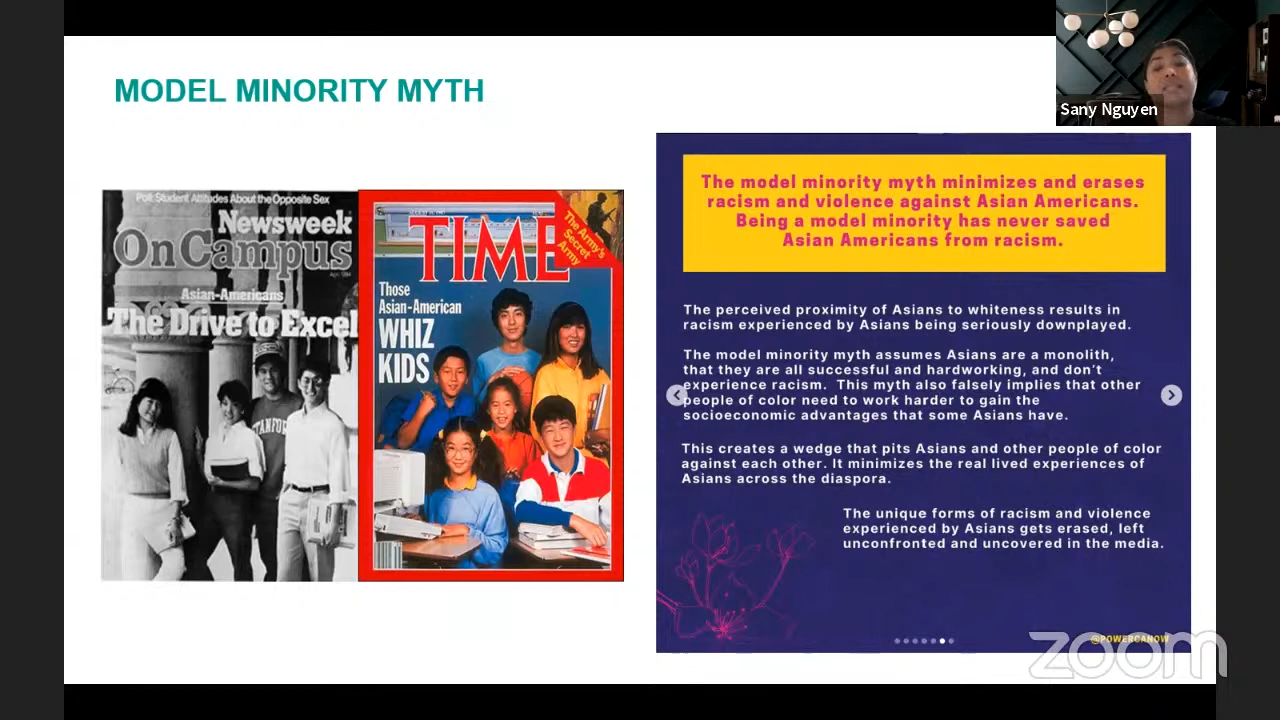 MODEL MINORITY MYTH
Sany Nguyen
Poll: Student Attitudes About the Opposite Sex
Newsweek
On Campus
Asian-Americans
The Drive to Excel
STANFO
TIME
The Army's
Secret
Army
Those
Asian-American
WHIZ
KIDS
The model minority myth minimizes and erases
racism and violence against Asian Americans.
Being a model minority has never saved
Asian Americans from racism.
The perceived proximity of Asians to whiteness results in
racism experienced by Asians being seriously downplayed.
The model minority myth assumes Asians are a monolith,
that they are all successful and hardworking, and don't
experience racism. This myth also falsely implies that other
people of color need to work harder to gain the
socioeconomic advantages that some Asians have.
This creates a wedge that pits Asians and other people of color
against each other. It minimizes the real lived experiences of
Asians across the diaspora.
The unique forms of racism and violence
experienced by Asians gets erased, left
unconfronted and uncovered in the media.
@POWERCANOW
zoom